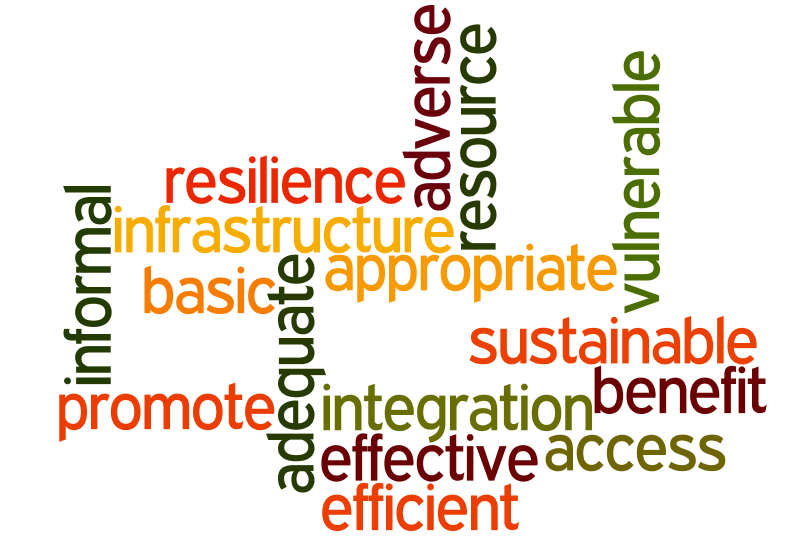 adverse
resource
vulnerable
resilience
informal
infrastructure
appropriate
basic
adequate
sustainable
benefit
promote
integration
access
effective
efficient